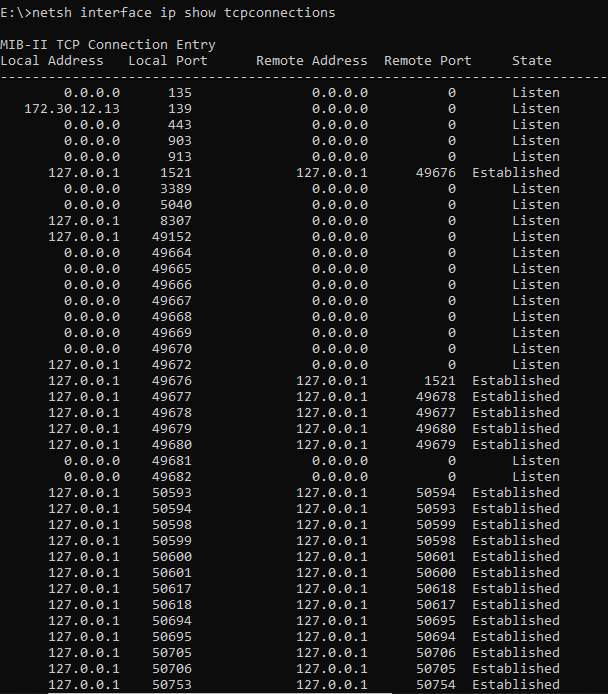 E:\>netsh interface ip show tcpconnections
MIB-II TCP Connection Entry
Local Address   Local Port      Remote Address  Remote Port     State
----------------------------------------------------------------------------
        0.0.0.0      135               0.0.0.0          0       Listen
   172.30.12.13      139               0.0.0.0          0       Listen
        0.0.0.0      443               0.0.0.0          0       Listen
        0.0.0.0      903               0.0.0.0          0       Listen
        0.0.0.0      913               0.0.0.0          0       Listen
      127.0.0.1     1521             127.0.0.1      49676  Established
        0.0.0.0     3389               0.0.0.0          0       Listen
        0.0.0.0     5040               0.0.0.0          0       Listen
      127.0.0.1     8307               0.0.0.0          0       Listen
      127.0.0.1    49152               0.0.0.0          0       Listen
        0.0.0.0    49664               0.0.0.0          0       Listen
        0.0.0.0    49665               0.0.0.0          0       Listen
        0.0.0.0    49666               0.0.0.0          0       Listen
        0.0.0.0    49667               0.0.0.0          0       Listen
        0.0.0.0    49668               0.0.0.0          0       Listen
        0.0.0.0    49669               0.0.0.0          0       Listen
        0.0.0.0    49670               0.0.0.0          0       Listen
      127.0.0.1    49672               0.0.0.0          0       Listen
      127.0.0.1    49676             127.0.0.1       1521  Established
      127.0.0.1    49677             127.0.0.1      49678  Established
      127.0.0.1    49678             127.0.0.1      49677  Established
      127.0.0.1    49679             127.0.0.1      49680  Established
      127.0.0.1    49680             127.0.0.1      49679  Established
        0.0.0.0    49681               0.0.0.0          0       Listen
        0.0.0.0    49682               0.0.0.0          0       Listen
      127.0.0.1    50593             127.0.0.1      50594  Established
      127.0.0.1    50594             127.0.0.1      50593  Established
      127.0.0.1    50598             127.0.0.1      50599  Established
      127.0.0.1    50599             127.0.0.1      50598  Established
      127.0.0.1    50600             127.0.0.1      50601  Established
      127.0.0.1    50601             127.0.0.1      50600  Established
      127.0.0.1    50617             127.0.0.1      50618  Established
      127.0.0.1    50618             127.0.0.1      50617  Established
      127.0.0.1    50694             127.0.0.1      50695  Established
      127.0.0.1    50695             127.0.0.1      50694  Established
      127.0.0.1    50705             127.0.0.1      50706  Established
      127.0.0.1    50706             127.0.0.1      50705  Established
      127.0.0.1    50753             127.0.0.1      50754  Established